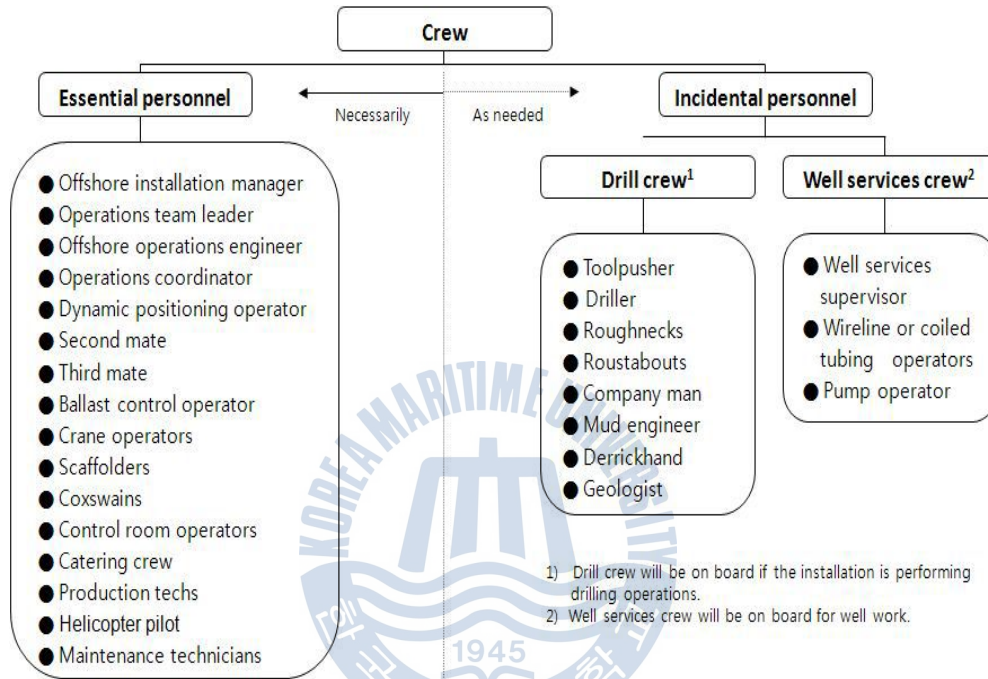 Crew
Essential personnel
Necessarily
As needed
Incidental personnel
● Offshore installation manager
● Operations team leader
● Offshore operations engineer
● Operations coordinator
● Dynamic positioning operator
● Second mate
● Third mate
● Ballast control operator
● Crane operators
● Scaffolders
● Coxswains
● Control room operators
● Catering crew
● Production techs
● Helicopter pilot
● Maintenance technicians
Drill crew¹
● Toolpusher
● Driller
● Roughnecks
● Roustabouts
● Company man
● Mud engineer
● Derrickhand
● Geologist
Well services crew²
● Well services
supervisor
● Wireline or coiled
tubing operators
● Pump operator
1) Drill crew will be on board if the installation is performing
drilling operations.
2) Well services crew will be on board for well work.
KOREA MARITIME UNIVERSITY
1945